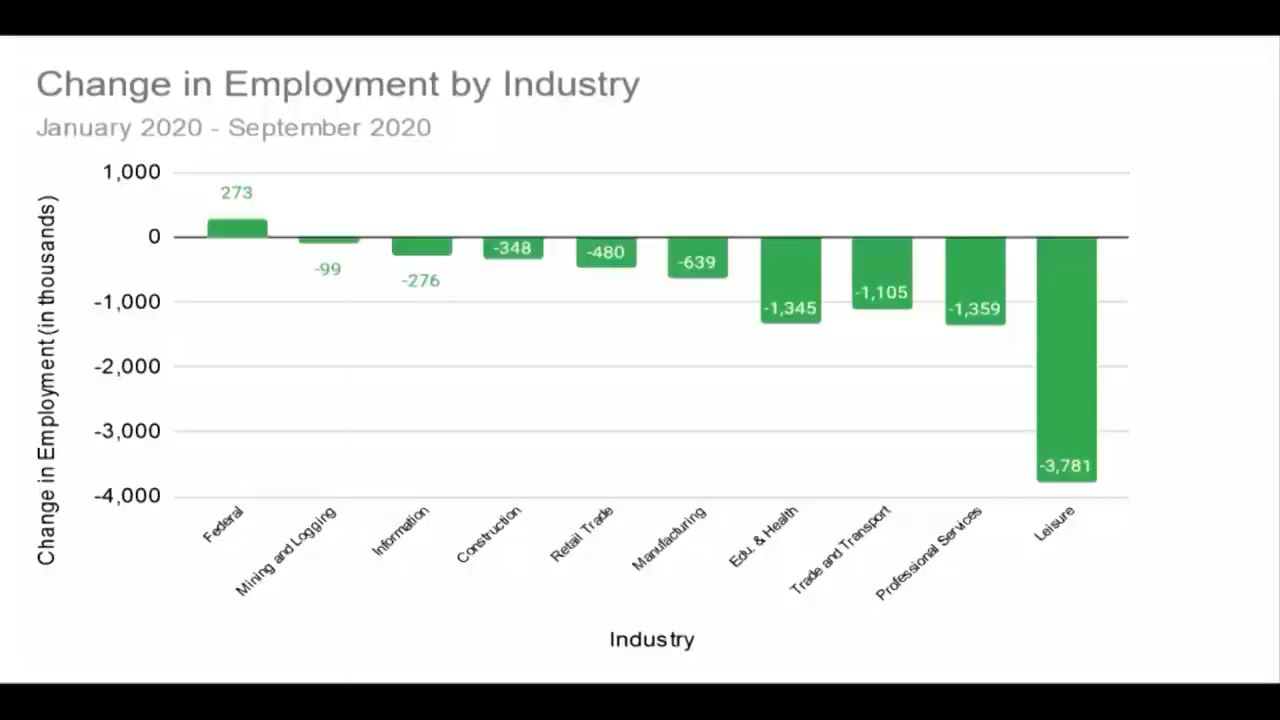 Change in Employment by Industry
January 2020 - September 2020
Change in Employment (in thousands)
1,000
0
-1,000
-2,000
-3,000
-4,000
273
-99
-276
-348
-480
-639
-1,345
-1,105
-1,359
-3,781
Federal
Mining and Logging
Information
Construction
Retail Trade
Manufacturing
Edu. & Health
Trade and Transport
Professional Services
Leisure
Industry